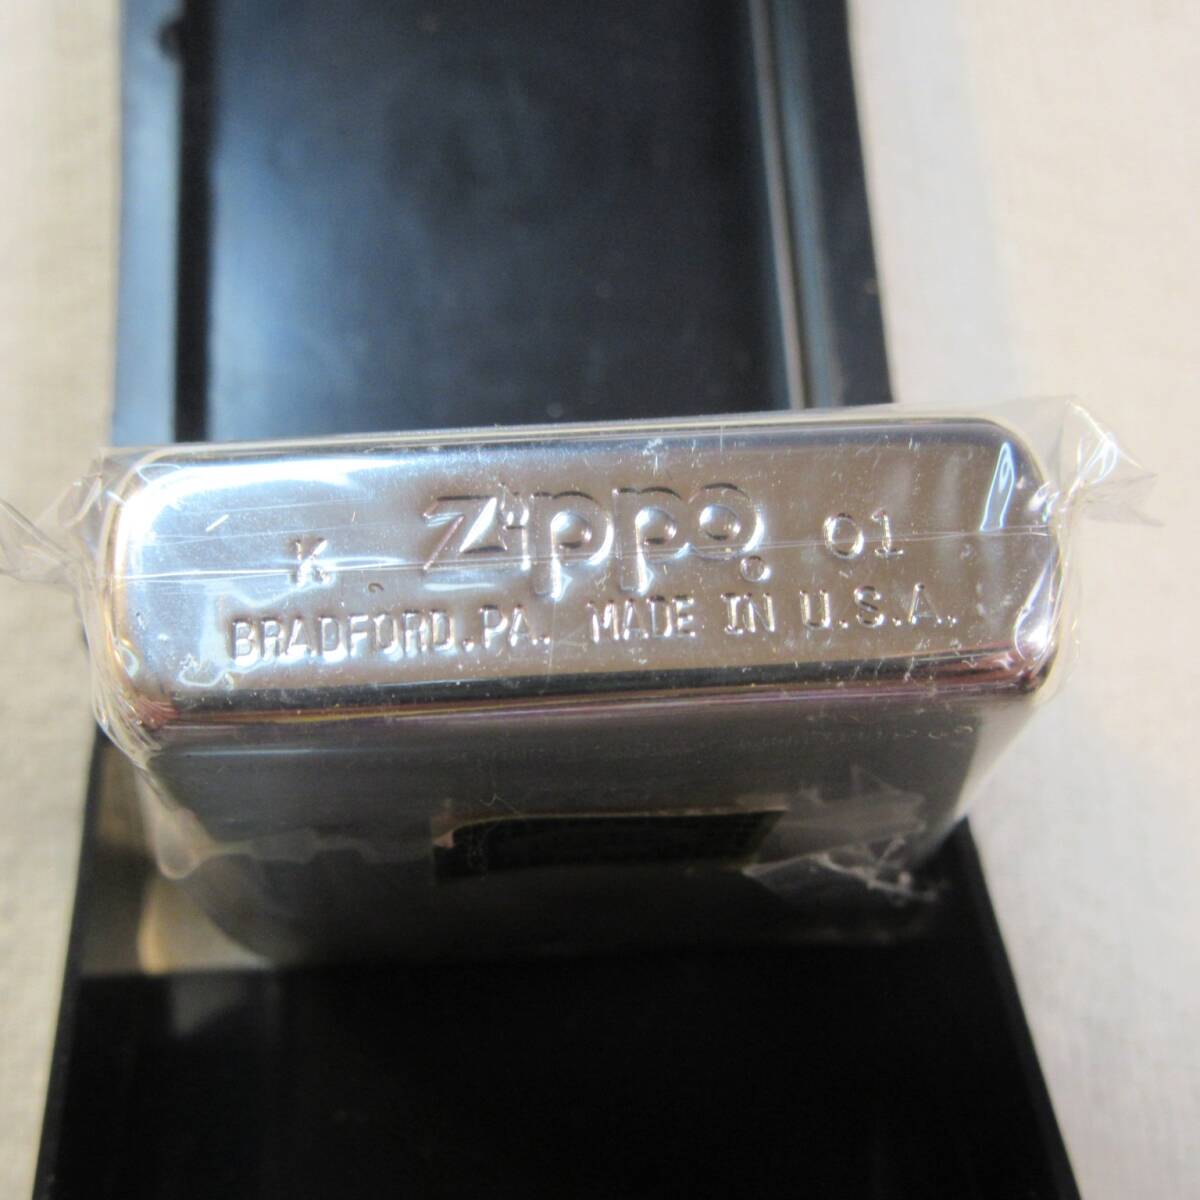 K Zippo 01
BRADFORD.PA. MADE IN U.S.A.